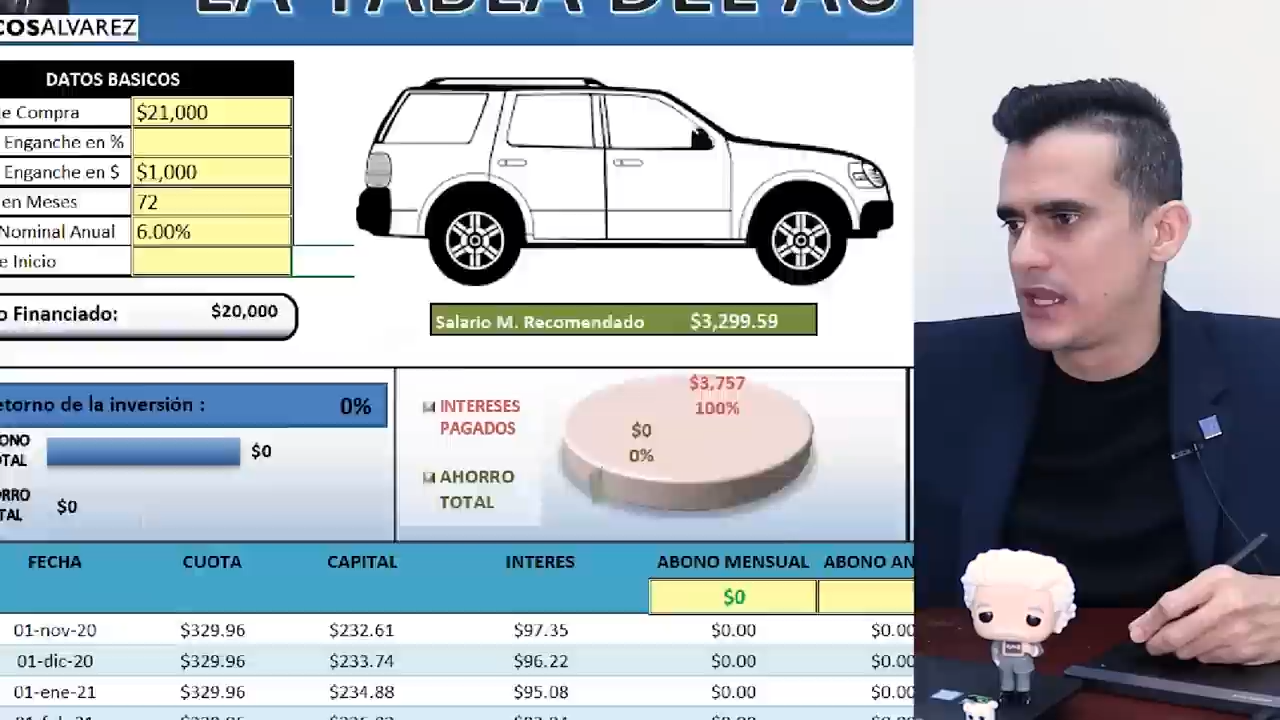 LA TABLA DEL AU
COSALVAREZ
DATOS BASICOS
e Compra $21,000
Enganche en %
Enganche en $ $1,000
en Meses 72
Nominal Anual 6.00%
e Inicio
o Financiado: $20,000
Salario M. Recomendado $3,299.59
etorno de la inversión : 0%
ONO
TAL
$0
RRO
TAL
$0
INTERESES
PAGADOS
AHORRO
TOTAL
$3,757
100%
$0
0%
FECHA CUOTA CAPITAL INTERES ABONO MENSUAL ABONO AN
$0
01-nov-20 $329.96 $232.61 $97.35 $0.00 $0.00
01-dic-20 $329.96 $233.74 $96.22 $0.00 $0.00
01-ene-21 $329.96 $234.88 $95.08 $0.00 $0.00